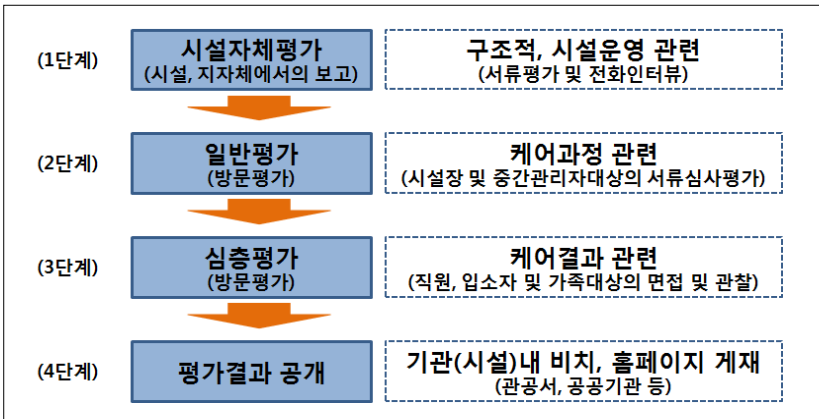 (1단계)
시설자체평가
(시설, 지자체에서의 보고)
구조적, 시설운영 관련
(서류평가 및 전화인터뷰)
(2단계)
일반평가
(방문평가)
케어과정 관련
(시설장 및 중간관리자대상의 서류심사평가)
(3단계)
심층평가
(방문평가)
케어결과 관련
(직원, 입소자 및 가족대상의 면접 및 관찰)
(4단계)
평가결과 공개
기관(시설)내 비치, 홈페이지 게재
(관공서, 공공기관 등)